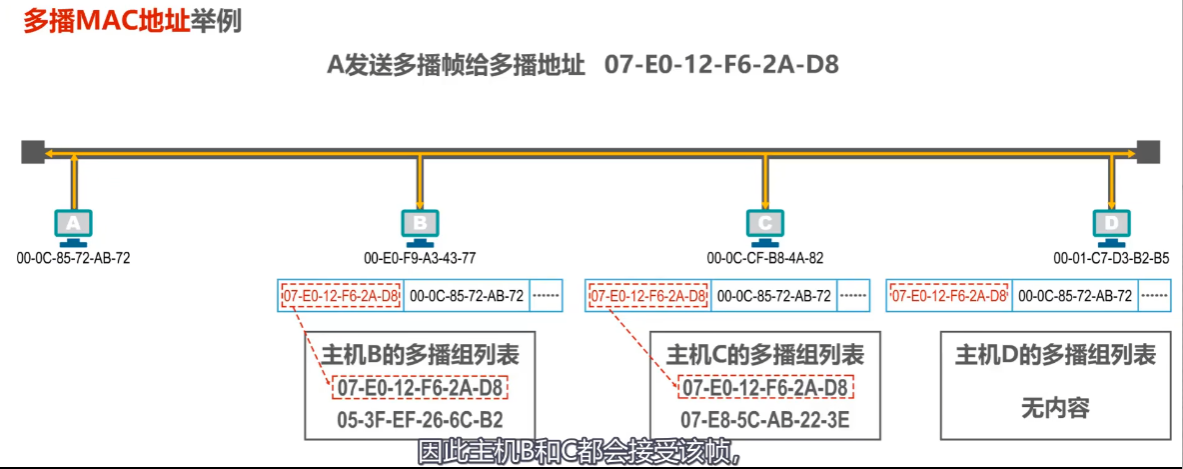 多播MAC地址举例
A发送多播帧给多播地址 07-E0-12-F6-2A-D8
A
B
C
D
00-0C-85-72-AB-72
00-E0-F9-A3-43-77
00-0C-CF-B8-4A-82
00-01-C7-D3-B2-B5
07-E0-12-F6-2A-D8 00-0C-85-72-AB-72 ······
07-E0-12-F6-2A-D8 00-0C-85-72-AB-72 ······
07-E0-12-F6-2A-D8 00-0C-85-72-AB-72 ······
主机B的多播组列表
07-E0-12-F6-2A-D8
05-3F-EF-26-6C-B2
主机C的多播组列表
07-E0-12-F6-2A-D8
07-E8-5C-AB-22-3E
主机D的多播组列表
无内容
因此主机B和C都会接受该帧，